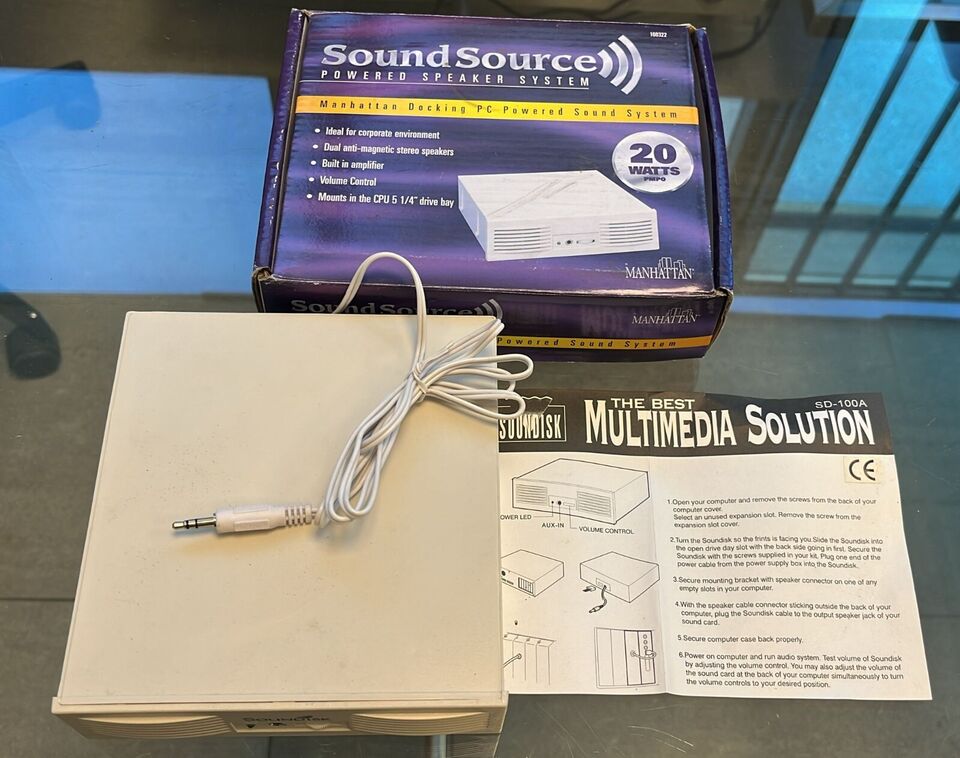 160322
SoundSource
POWERED SPEAKER SYSTEM
Manhattan Docking PC Powered Sound System
• Ideal for corporate environment
• Dual anti-magnetic stereo speakers
• Built in amplifier
• Volume Control
• Mounts in the CPU 5 1/4" drive bay
20
WATTS
PMPO
MANHATTAN
SoundSource
MANHATTAN
Powered Sound System
SOUNDISK
THE BEST
SD-100A
MULTIMEDIA SOLUTION
CE
POWER LED
AUX-IN
VOLUME CONTROL
1.Open your computer and remove the screws from the back of your
computer cover.
Select an unused expansion slot. Remove the screw from the
expansion slot cover.
2.Turn the Soundisk so the frints is facing you.Slide the Soundisk into
the open drive day slot with the back side going in first. Secure the
Soundisk with the screws supplied in your kit. Plug one end of the
power cable from the power supply box into the Soundisk.
3.Secure mounting bracket with speaker connector on one of any
empty slots in your computer.
4.With the speaker cable connector sticking outside the back of your
computer, plug the Soundisk cable to the output speaker jack of your
sound card.
5.Secure computer case back properly.
6.Power on computer and run audio system. Test volume of Soundisk
by adjusting the volume control. You may also adjust the volume of
the sound card at the back of your computer simultaneously to turn
the volume controls to your desired position.
SOUNDISK